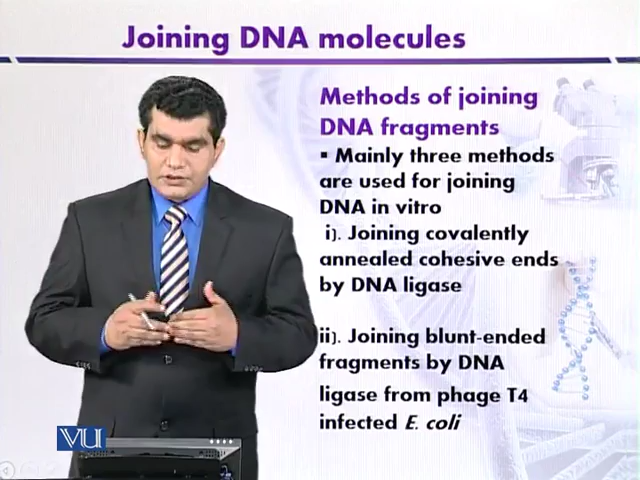 Joining DNA molecules
Methods of joining
DNA fragments
▪ Mainly three methods
are used for joining
DNA in vitro
i). Joining covalently
annealed cohesive ends
by DNA ligase
ii). Joining blunt-ended
fragments by DNA
ligase from phage T4
infected E. coli
VU